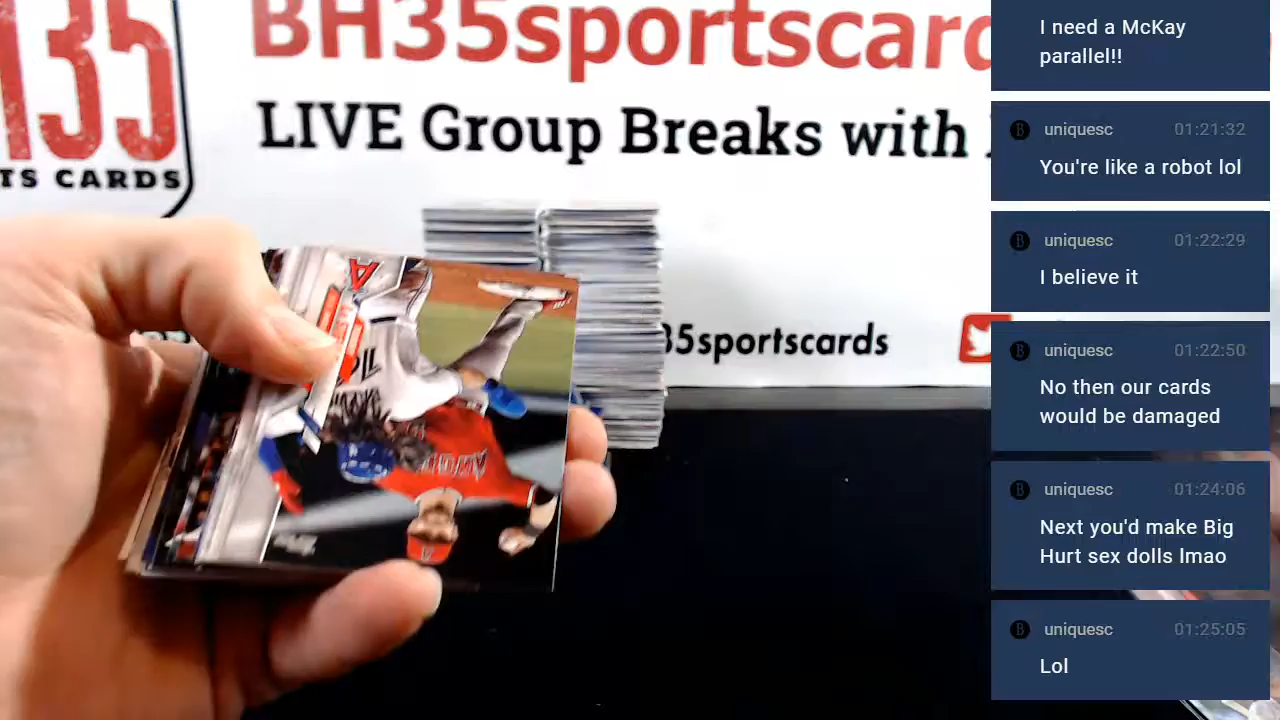 135
TS CARDS
BH35sportscard
LIVE Group Breaks with
35sportscards
A
I need a McKay
parallel!!
uniquesc 01:21:32
You're like a robot lol
uniquesc 01:22:29
I believe it
uniquesc 01:22:50
No then our cards
would be damaged
uniquesc 01:24:06
Next you'd make Big
Hurt sex dolls lmao
uniquesc 01:25:05
Lol